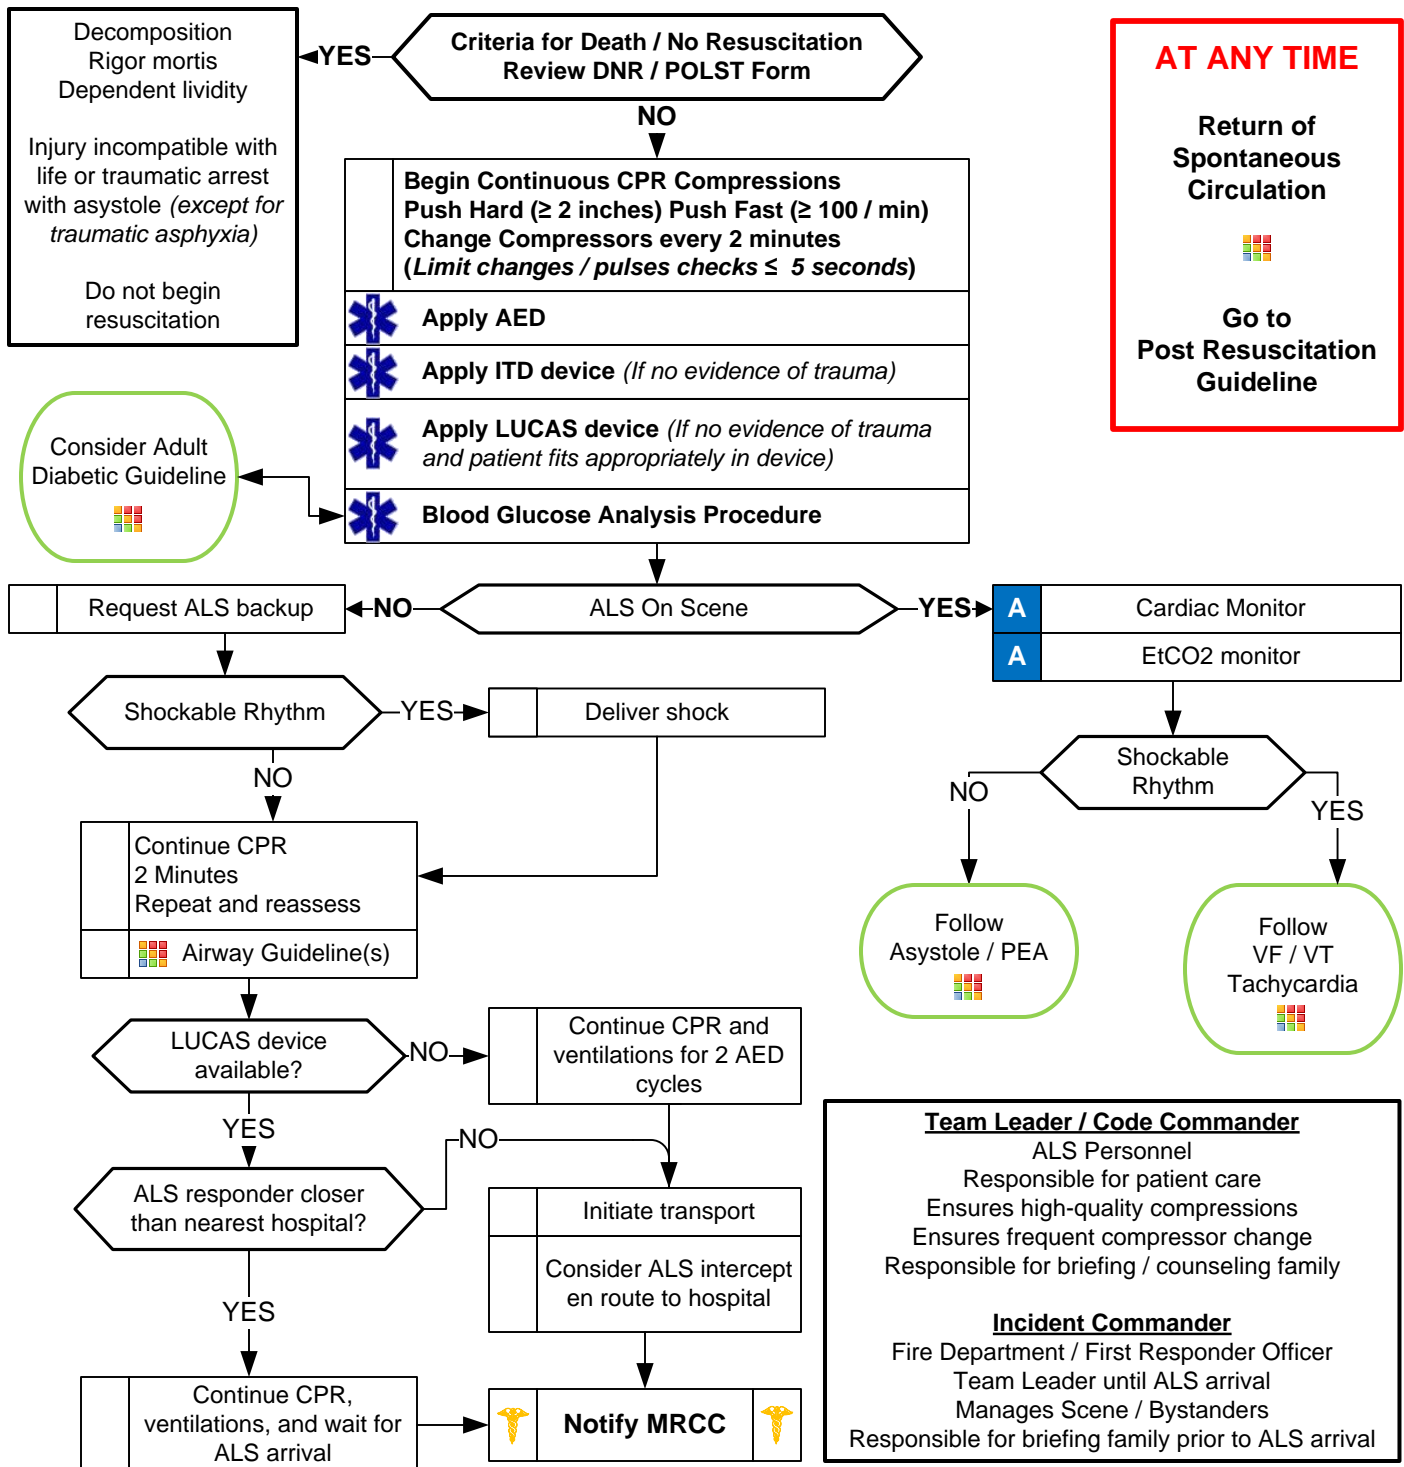 Decomposition
Rigor mortis
Dependent lividity
Injury incompatible with
life or traumatic arrest
with asystole (except for
traumatic asphyxia)
Do not begin
resuscitation
YES
Criteria for Death / No Resuscitation
Review DNR / POLST Form
NO
AT ANY TIME
Return of
Spontaneous
Circulation
Go to
Post Resuscitation
Guideline
Begin Continuous CPR Compressions
Push Hard (≥ 2 inches) Push Fast (≥ 100 / min)
Change Compressors every 2 minutes
(Limit changes / pulses checks ≤ 5 seconds)
Apply AED
Apply ITD device (If no evidence of trauma)
Apply LUCAS device (If no evidence of trauma
and patient fits appropriately in device)
Blood Glucose Analysis Procedure
Consider Adult
Diabetic Guideline
Request ALS backup
NO
ALS On Scene
YES
A
Cardiac Monitor
A
EtCO2 monitor
Shockable Rhythm
YES
Deliver shock
NO
Shockable
Rhythm
NO
YES
Continue CPR
2 Minutes
Repeat and reassess
Airway Guideline(s)
Follow
Asystole / PEA
Follow
VF / VT
Tachycardia
LUCAS device
available?
NO
Continue CPR and
ventilations for 2 AED
cycles
YES
NO
ALS responder closer
than nearest hospital?
Initiate transport
Consider ALS intercept
en route to hospital
YES
Continue CPR,
ventilations, and wait for
ALS arrival
Notify MRCC
Team Leader / Code Commander
ALS Personnel
Responsible for patient care
Ensures high-quality compressions
Ensures frequent compressor change
Responsible for briefing / counseling family
Incident Commander
Fire Department / First Responder Officer
Team Leader until ALS arrival
Manages Scene / Bystanders
Responsible for briefing family prior to ALS arrival